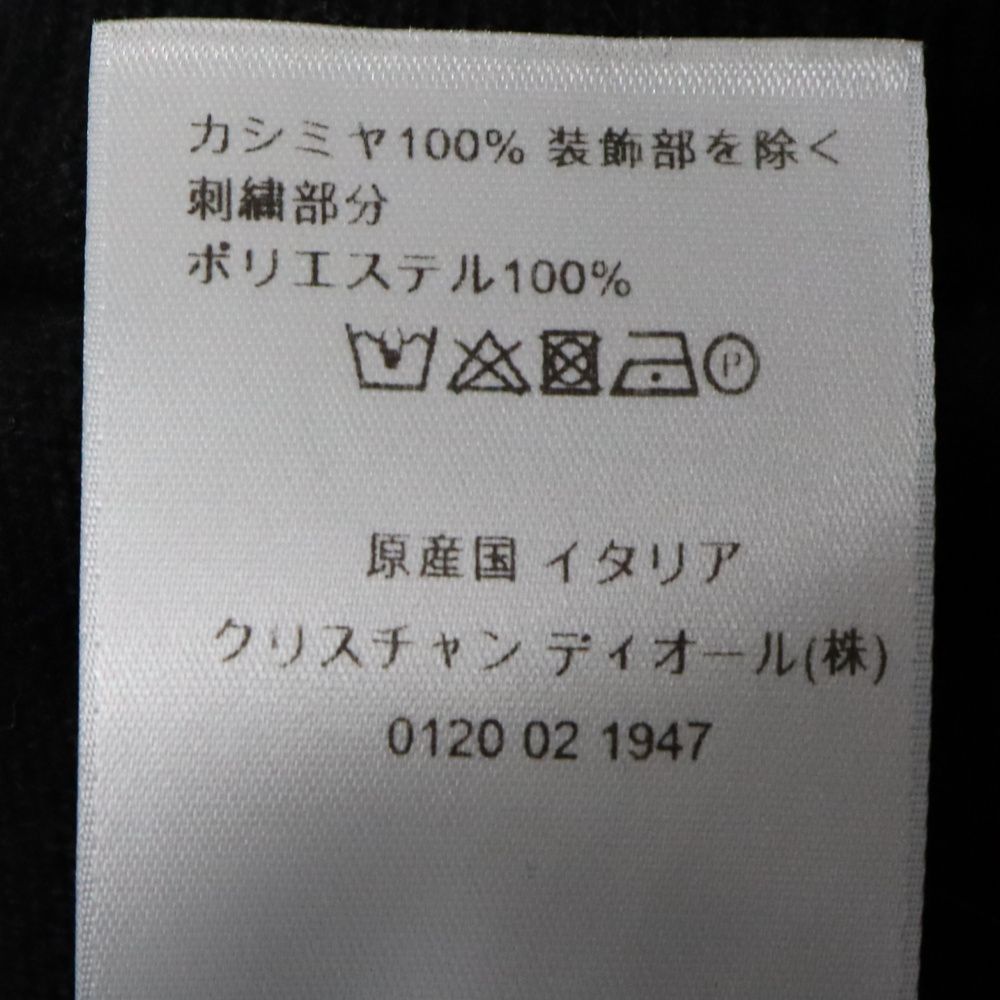 カシミヤ100% 装飾部を除く
刺繍部分
ポリエステル100%
P
原産国 イタリア
クリスチャン ディオール(株)
0120 02 1947